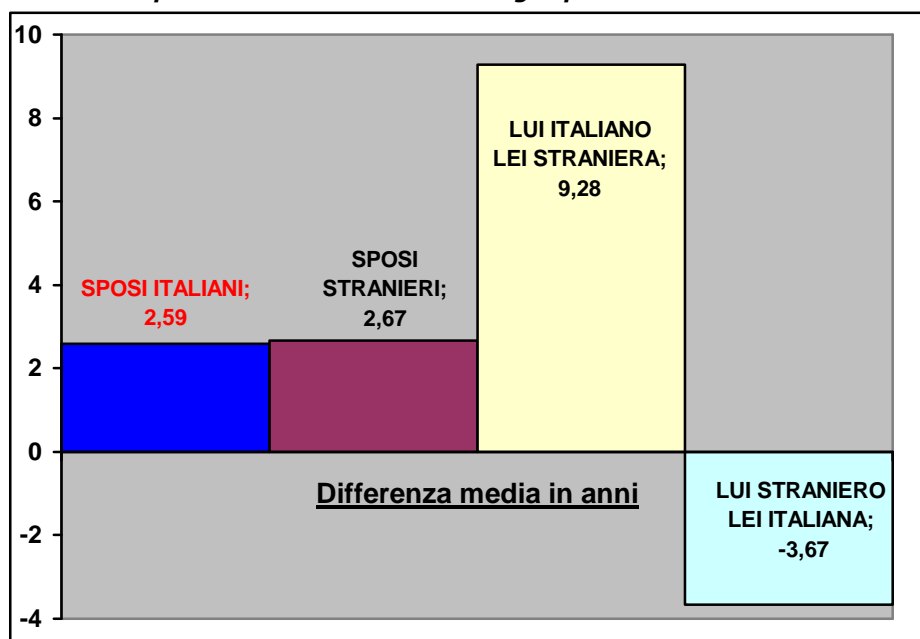 10
8
6
4
2
0
-2
-4
SPOSI ITALIANI;
2,59
SPOSI
STRANIERI;
2,67
LUI ITALIANO
LEI STRANIERA;
9,28
Differenza media in anni
LUI STRANIERO
LEI ITALIANA;
-3,67